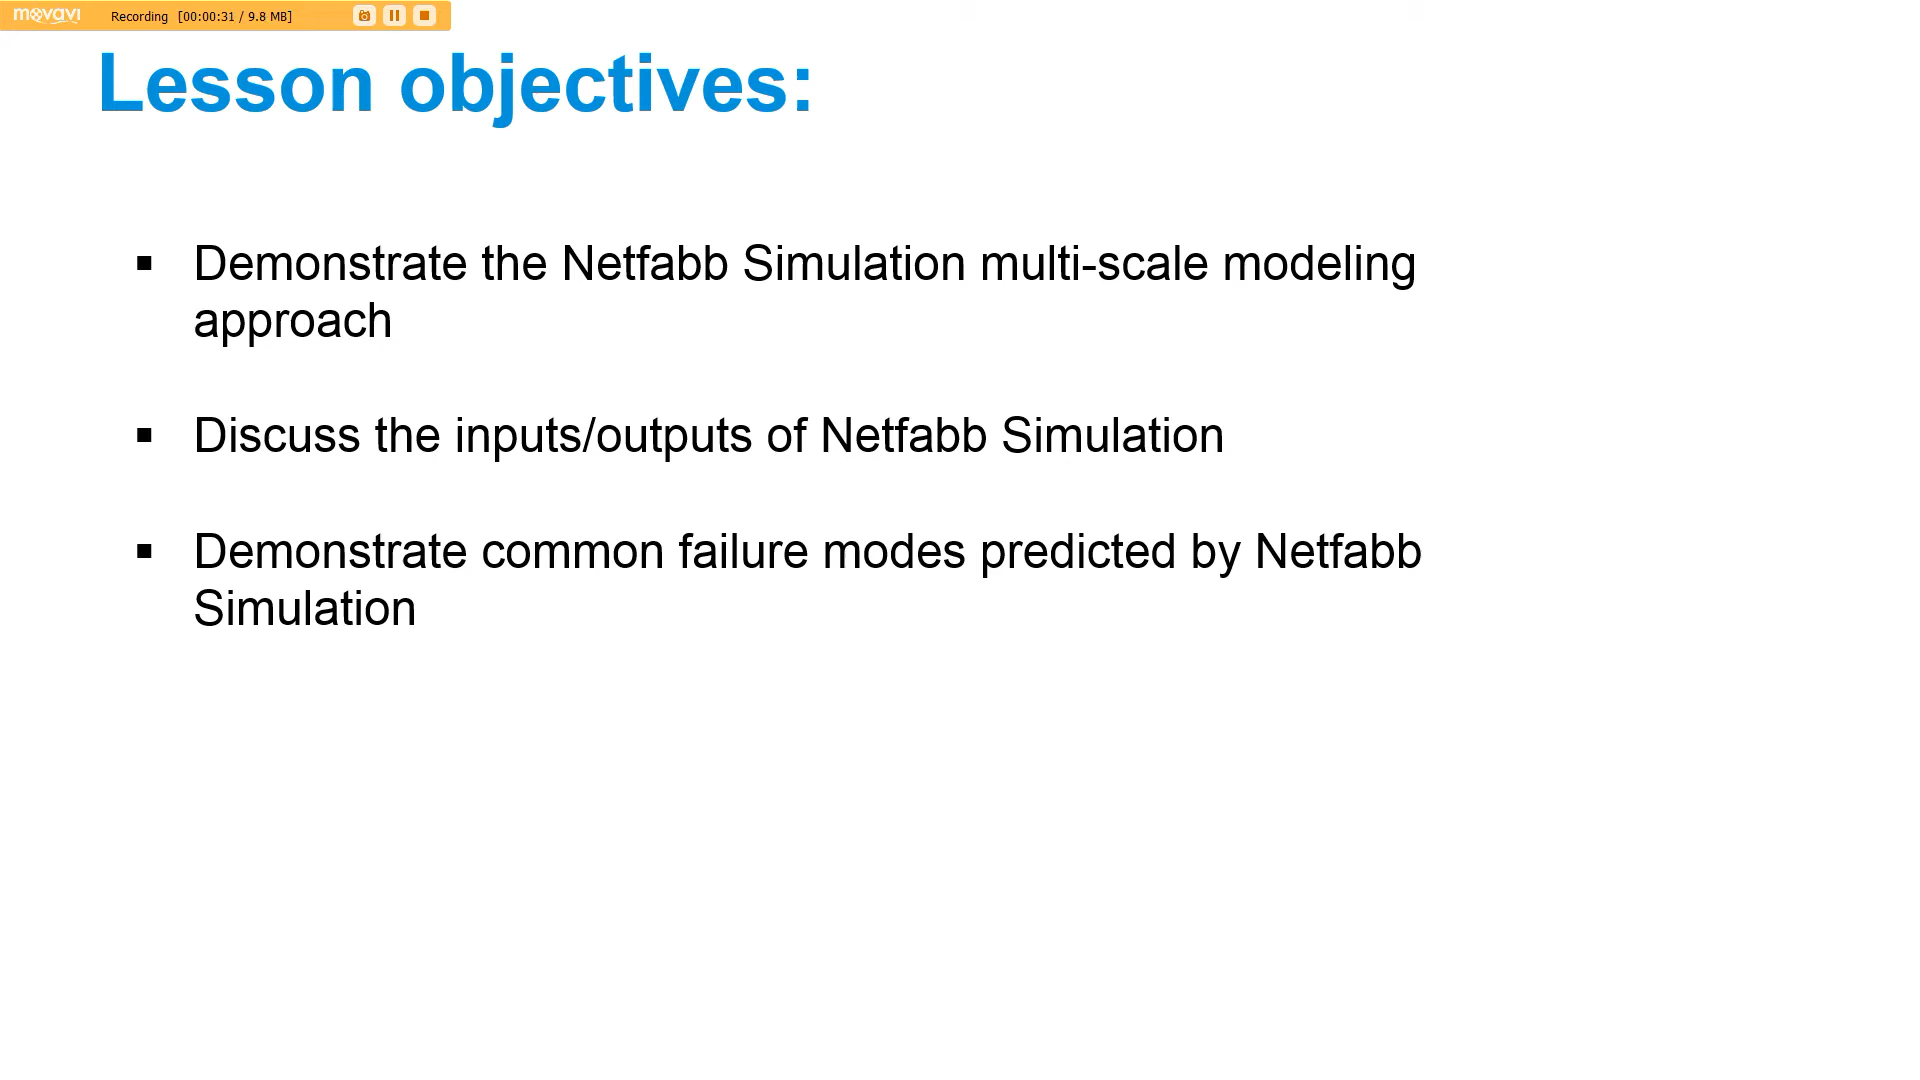 movavi Recording [00:00:31 / 9.8 MB]
Lesson objectives:
▪ Demonstrate the Netfabb Simulation multi-scale modeling
approach
▪ Discuss the inputs/outputs of Netfabb Simulation
▪ Demonstrate common failure modes predicted by Netfabb
Simulation